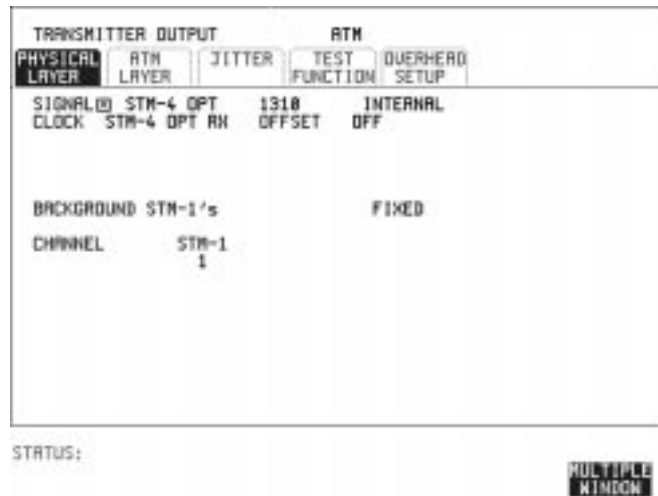 TRANSMITTER OUTPUT ATM
PHYSICAL LAYER ATM LAYER JITTER TEST FUNCTION OVERHEAD SETUP
SIGNAL STM-4 OPT 1310 INTERNAL
CLOCK STM-4 OPT RX OFFSET OFF
BACKGROUND STM-1's FIXED
CHANNEL STM-1
1
STATUS:
MULTIPLE
WINDOW